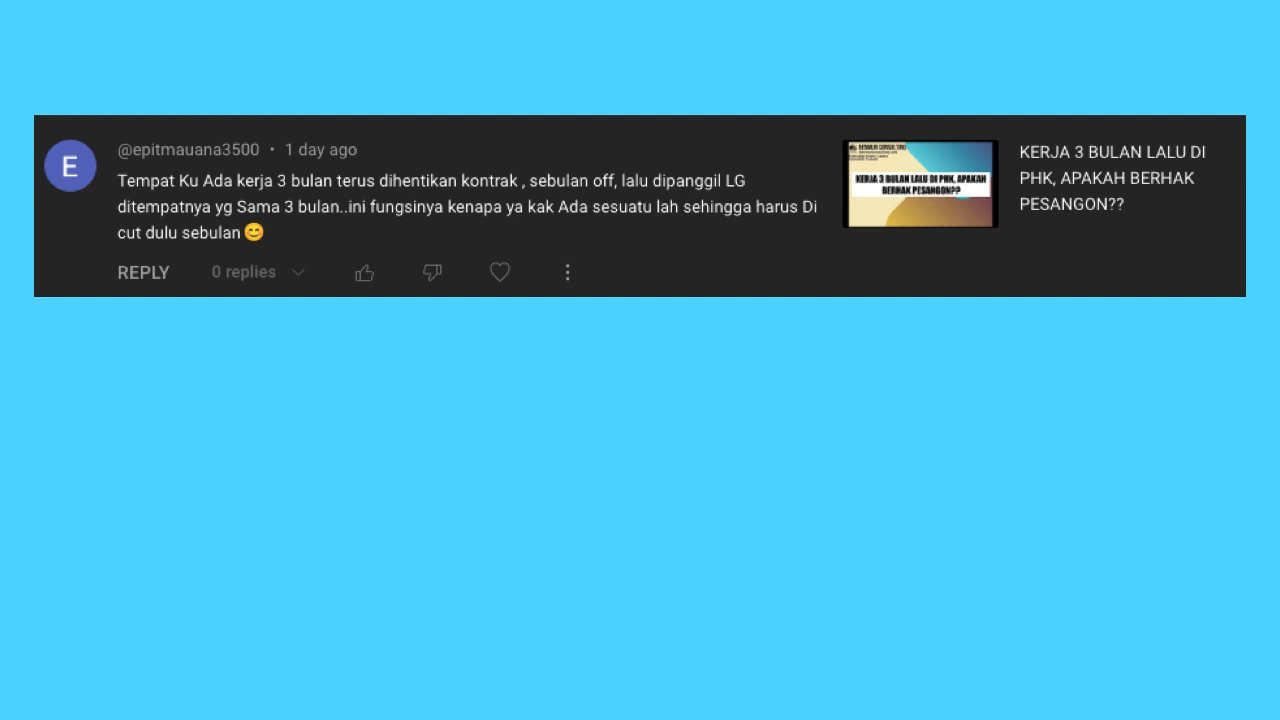 E
@epitmauana3500 • 1 day ago
Tempat Ku Ada kerja 3 bulan terus dihentikan kontrak , sebulan off, lalu dipanggil LG
ditempatnya yg Sama 3 bulan..ini fungsinya kenapa ya kak Ada sesuatu lah sehingga harus Di
cut dulu sebulan 😊
REPLY 0 replies
KERJA 3 BULAN LALU DI PHK, APAKAH
BERHAK PESANGON??
KERJA 3 BULAN LALU DI
PHK, APAKAH BERHAK
PESANGON??